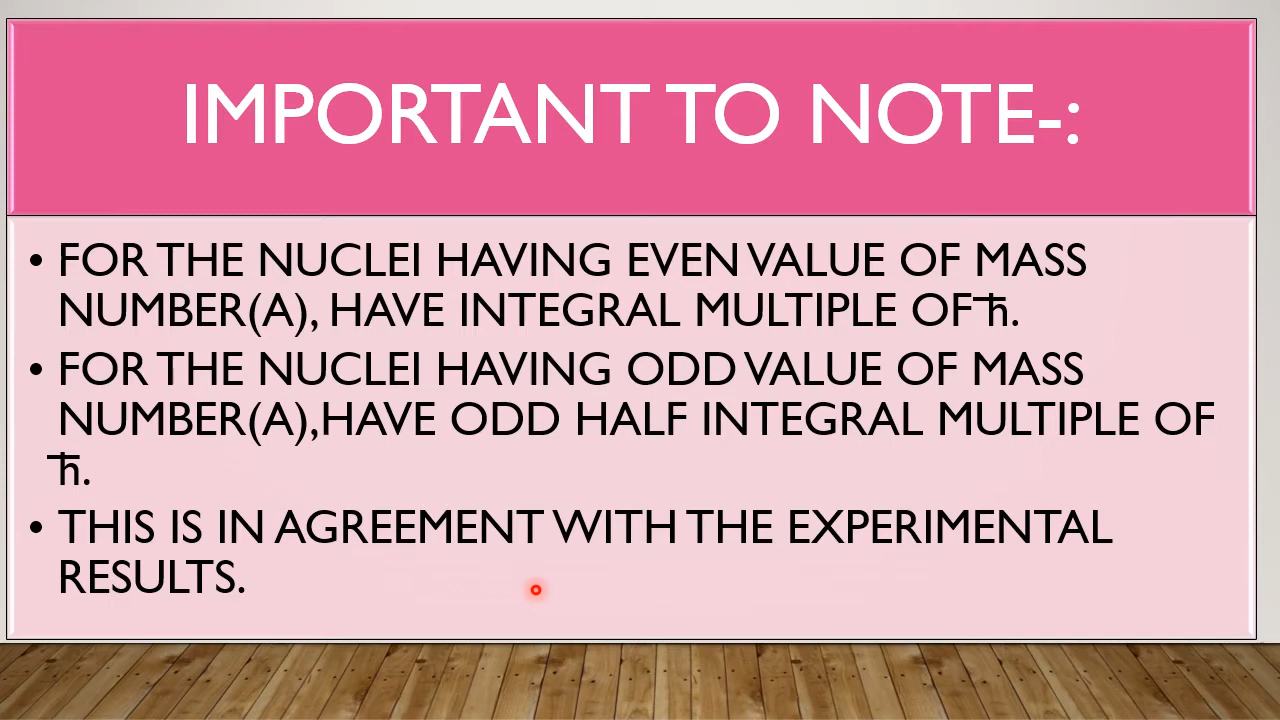 IMPORTANT TO NOTE-:
• FOR THE NUCLEI HAVING EVEN VALUE OF MASS
NUMBER(A), HAVE INTEGRAL MULTIPLE OF ħ.
• FOR THE NUCLEI HAVING ODD VALUE OF MASS
NUMBER(A),HAVE ODD HALF INTEGRAL MULTIPLE OF
ħ.
• THIS IS IN AGREEMENT WITH THE EXPERIMENTAL
RESULTS.